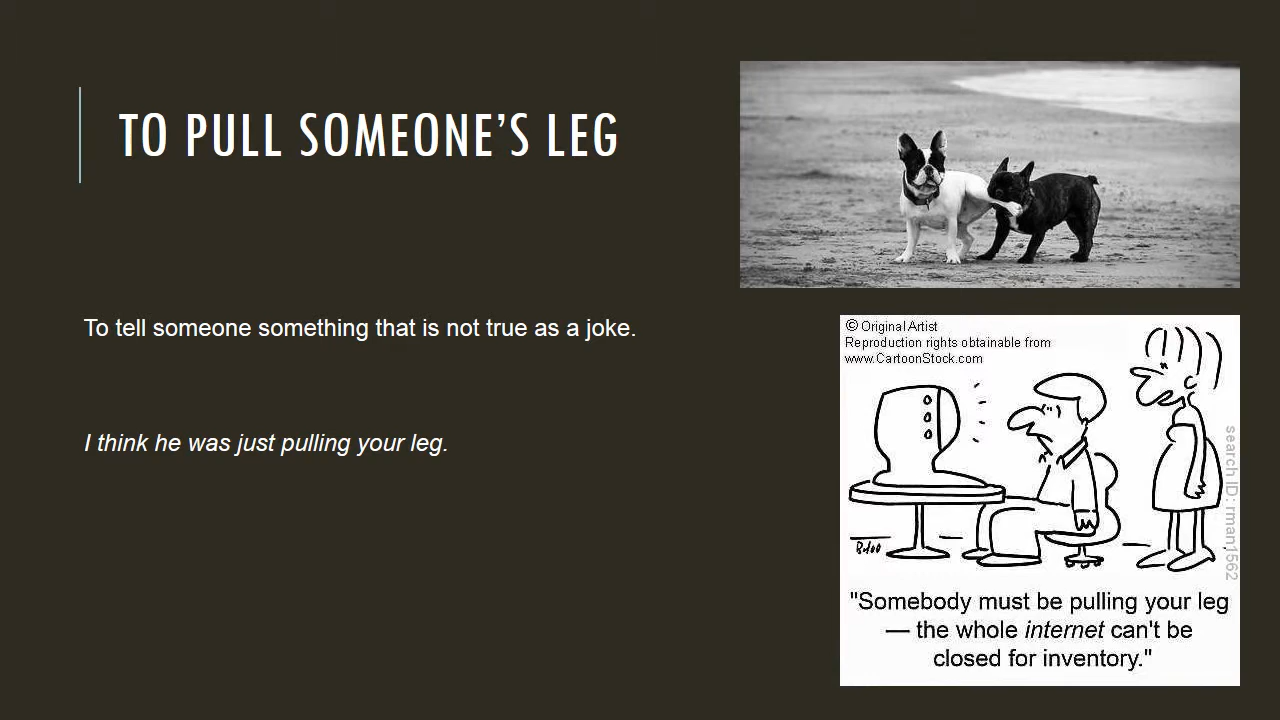 TO PULL SOMEONE’S LEG
To tell someone something that is not true as a joke.
I think he was just pulling your leg.
© Original Artist
Reproduction rights obtainable from
www.CartoonStock.com
search ID: rman1562
"Somebody must be pulling your leg
— the whole internet can't be
closed for inventory."